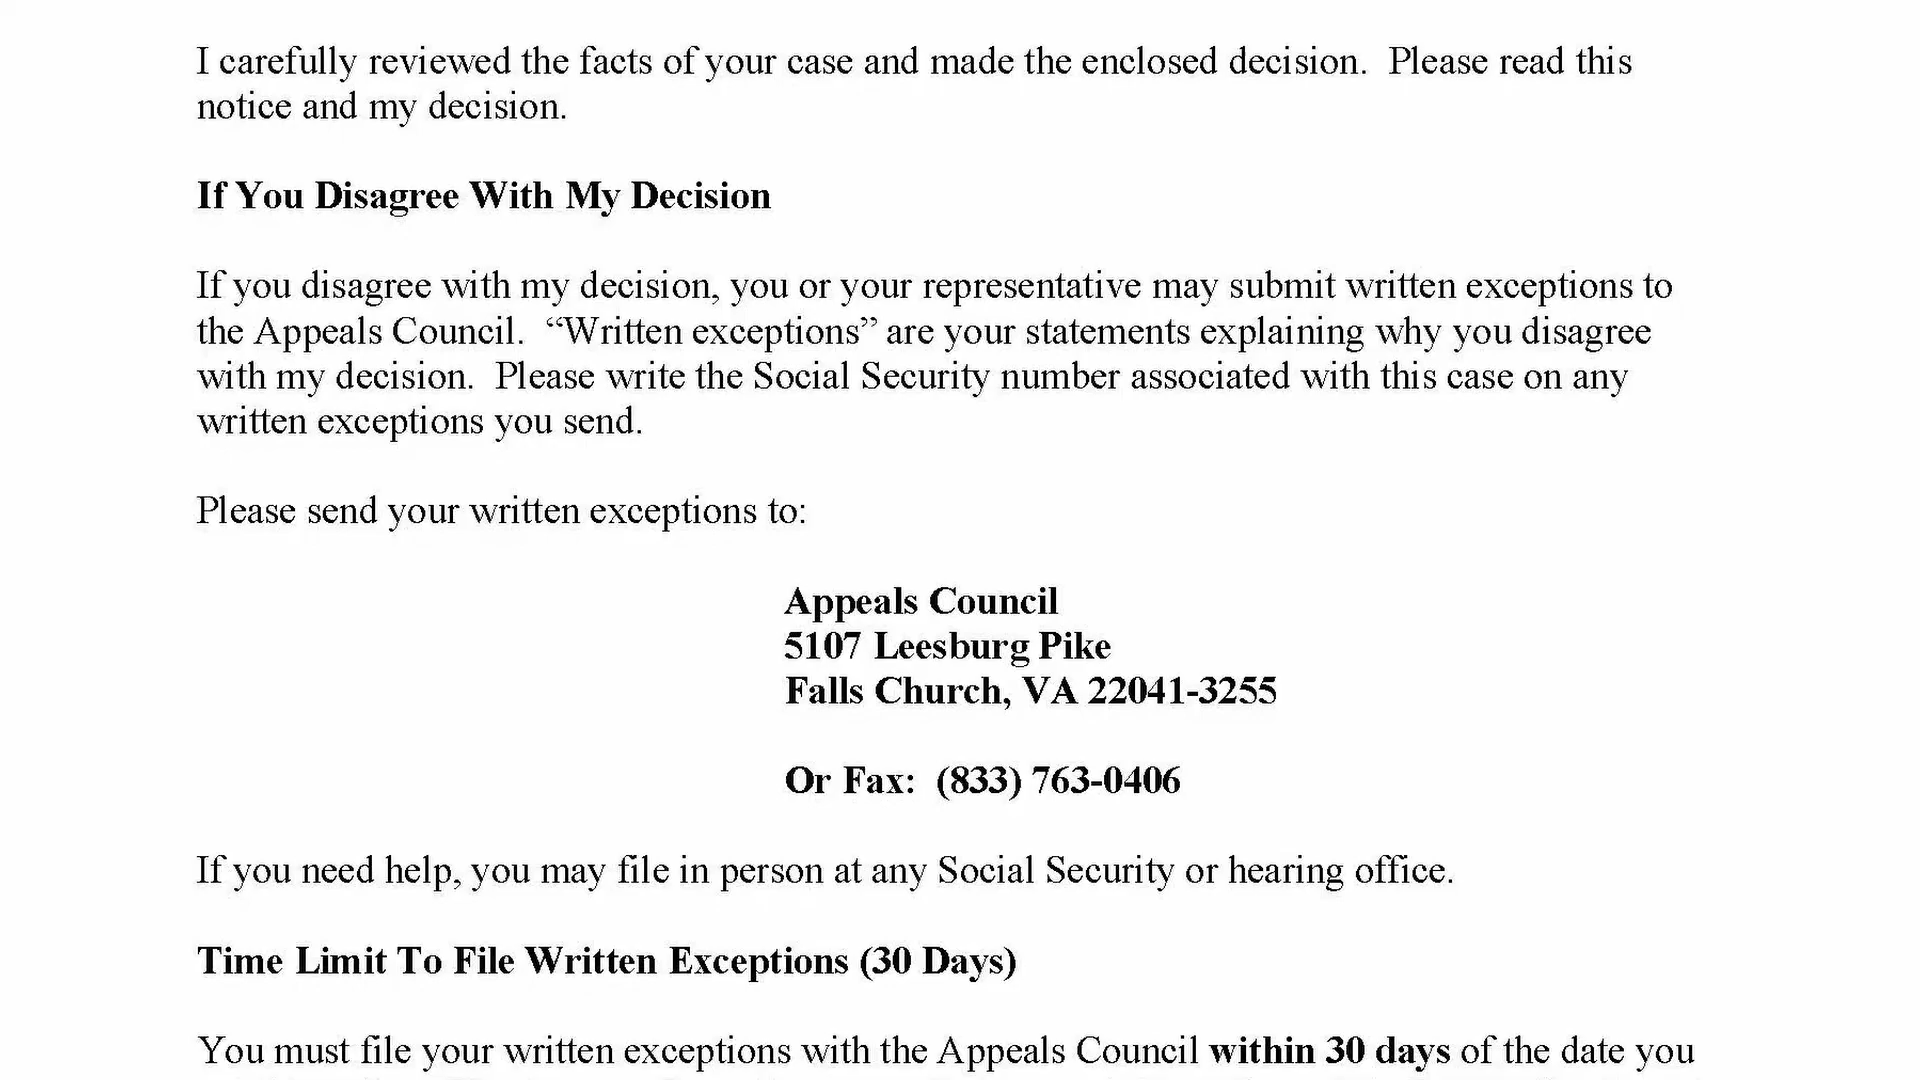 I carefully reviewed the facts of your case and made the enclosed decision.  Please read this
notice and my decision.
If You Disagree With My Decision
If you disagree with my decision, you or your representative may submit written exceptions to
the Appeals Council.  “Written exceptions” are your statements explaining why you disagree
with my decision.  Please write the Social Security number associated with this case on any
written exceptions you send.
Please send your written exceptions to:
Appeals Council
5107 Leesburg Pike
Falls Church, VA 22041-3255
Or Fax:  (833) 763-0406
If you need help, you may file in person at any Social Security or hearing office.
Time Limit To File Written Exceptions (30 Days)
You must file your written exceptions with the Appeals Council within 30 days of the date you